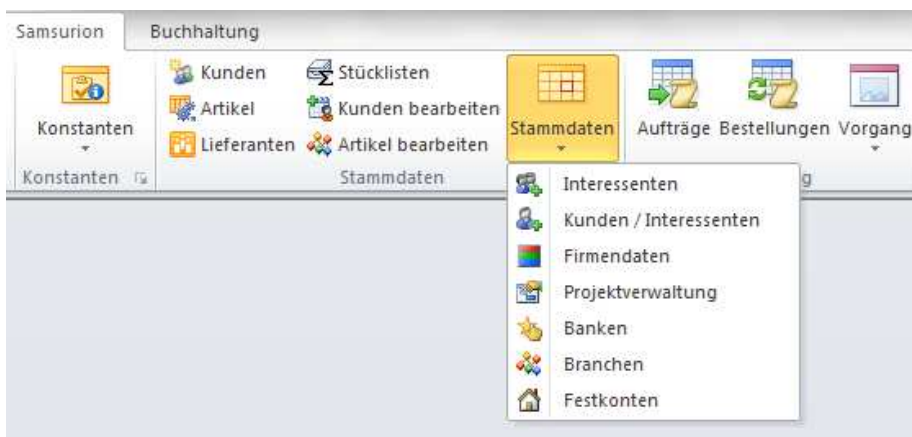 Samsurion Buchhaltung
Kunden Stücklisten
Artikel Kunden bearbeiten
Konstanten Lieferanten Artikel bearbeiten Stammdaten Aufträge Bestellungen Vorgang
Konstanten Stammdaten
Interessenten
Kunden / Interessenten
Firmendaten
Projektverwaltung
Banken
Branchen
Festkonten